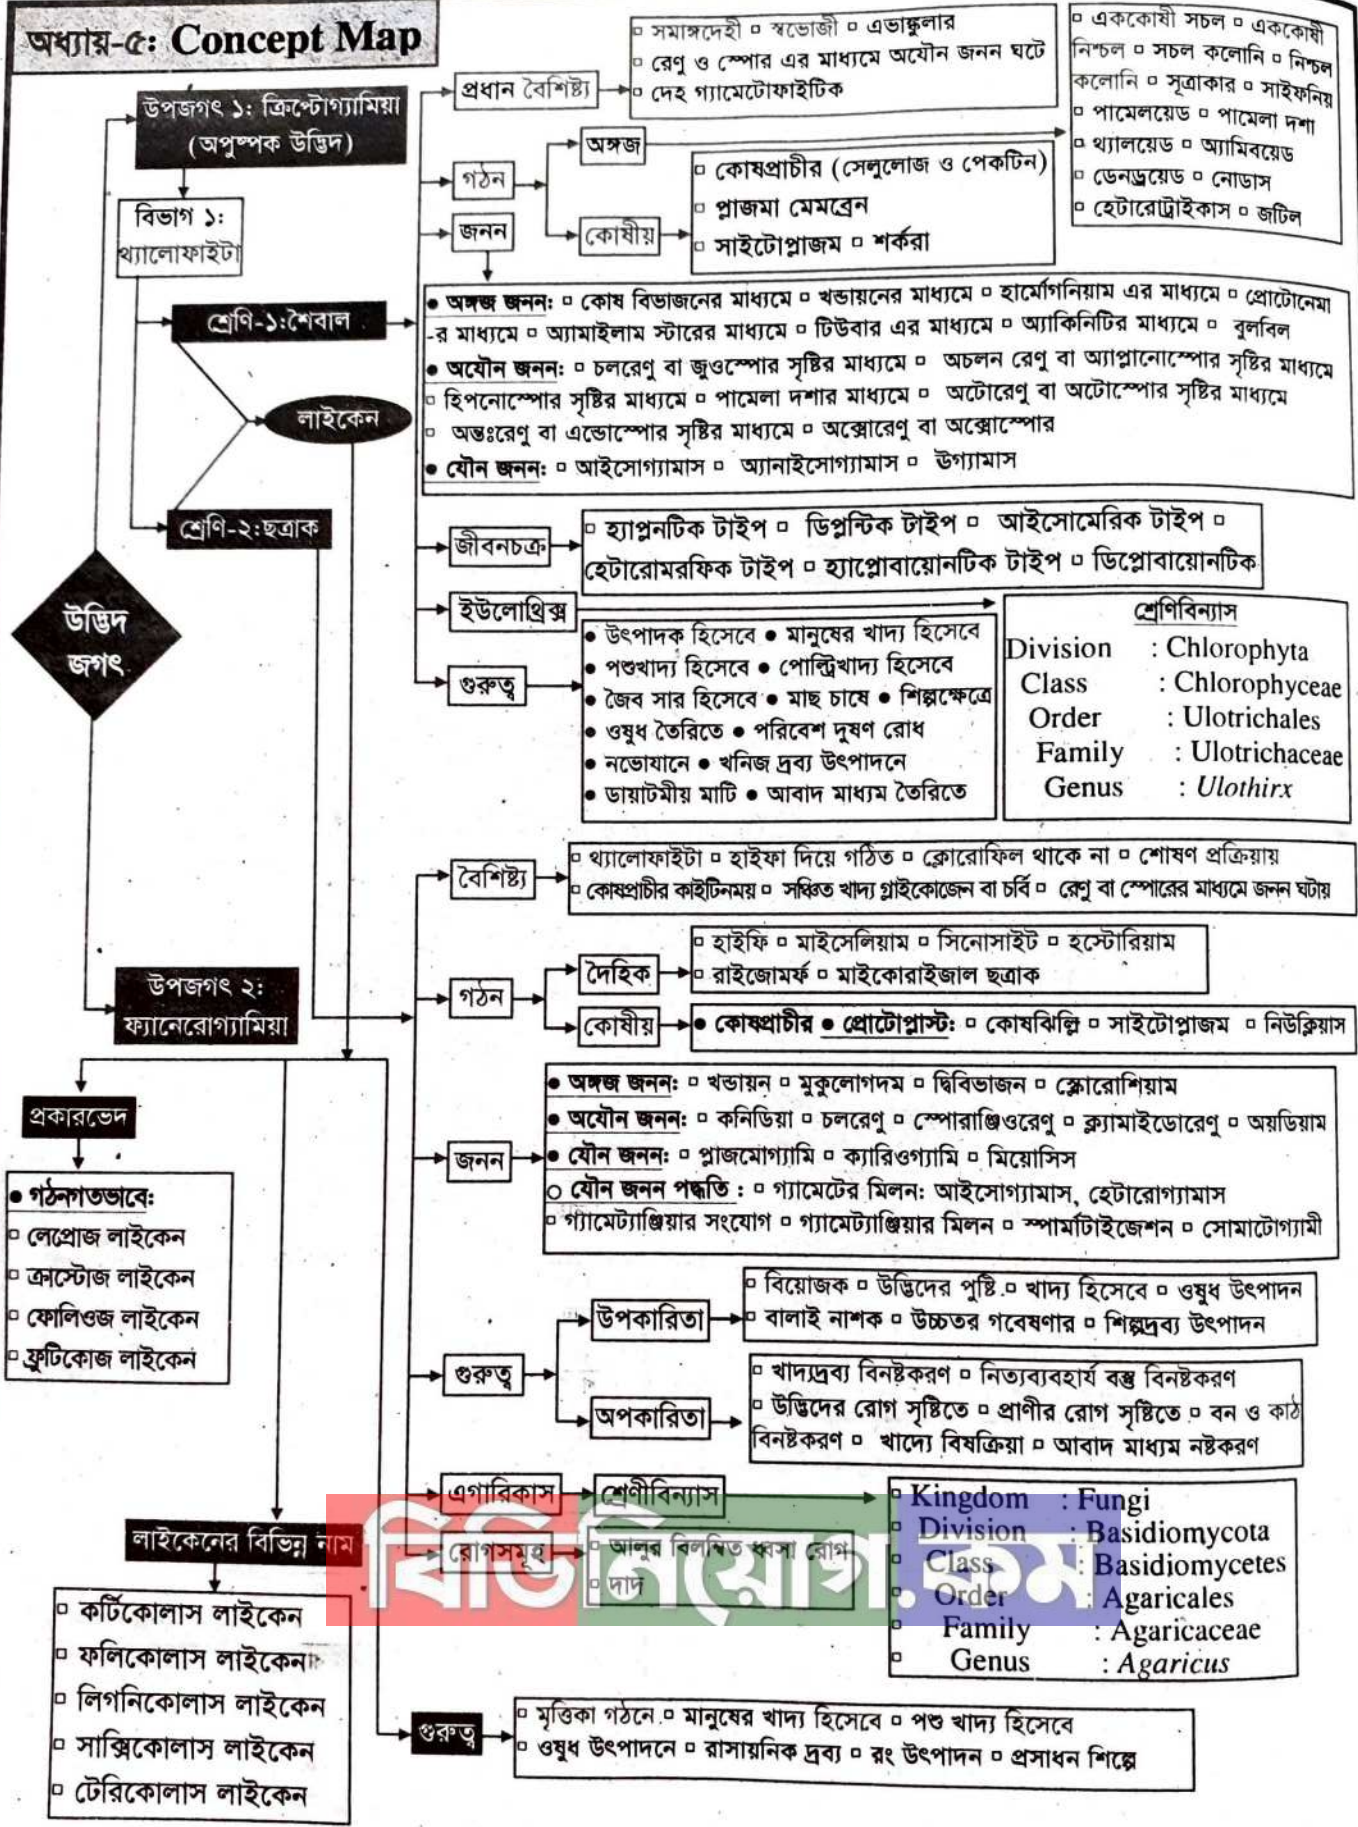 অধ্যায়-৫: Concept Map
উপজগৎ ১: ক্রিপ্টোগ্যামিয়া
(অপুষ্পক উদ্ভিদ)
বিভাগ ১:
থ্যালোফাইটা
শ্রেণি-১:শৈবাল
লাইকেন
শ্রেণি-২:ছত্রাক
উদ্ভিদ
জগৎ
প্রধান বৈশিষ্ট্য
□ সমাঙ্গদেহী □ স্বভোজী □ এভাস্কুলার
□ রেণু ও স্পোর এর মাধ্যমে অযৌন জনন ঘটে
□ দেহ গ্যামেটোফাইটিক
গঠন
অঙ্গজ
□ এককোষী সচল □ এককোষী
নিশ্চল □ সচল কলোনি □ নিশ্চল
কলোনি □ সূত্রাকার □ সাইফনিয়
□ পামেলয়েড □ পামেলা দশা
□ থ্যালয়েড □ অ্যামিবয়েড
□ ডেনড্রয়েড □ নোডাস
□ হেটারোট্রাইকাস □ জটিল
কোষীয়
□ কোষপ্রাচীর (সেলুলোজ ও পেকটিন)
□ প্লাজমা মেমব্রেন
□ সাইটোপ্লাজম □ শর্করা
জনন
● অঙ্গজ জনন: □ কোষ বিভাজনের মাধ্যমে □ খন্ডায়নের মাধ্যমে □ হার্মোগনিয়াম এর মাধ্যমে □ প্রোটোনেমা
-র মাধ্যমে □ অ্যামাইলাম স্টারের মাধ্যমে □ টিউবার এর মাধ্যমে □ অ্যাকিনিটির মাধ্যমে □ বুলবিল
● অযৌন জনন: □ চলরেণু বা জুওস্পোর সৃষ্টির মাধ্যমে □ অচলন রেণু বা অ্যাপ্লানোস্পোর সৃষ্টির মাধ্যমে
□ হিপনোস্পোর সৃষ্টির মাধ্যমে □ পামেলা দশার মাধ্যমে □ অটোরেণু বা অটোস্পোর সৃষ্টির মাধ্যমে
□ অন্তঃরেণু বা এন্ডোস্পোর সৃষ্টির মাধ্যমে □ অক্সোরেণু বা অক্সোস্পোর
● যৌন জনন: □ আইসোগ্যামাস □ অ্যানাইসোগ্যামাস □ ঊগ্যামাস
জীবনচক্র
□ হ্যাপ্লনটিক টাইপ □ ডিপ্লন্টিক টাইপ □ আইসোমেরিক টাইপ □
হেটারোমরফিক টাইপ □ হ্যাপ্লোবায়োনটিক টাইপ □ ডিপ্লোবায়োনটিক
ইউলোথ্রিক্স
শ্রেণিবিন্যাস
Division : Chlorophyta
Class : Chlorophyceae
Order : Ulotrichales
Family : Ulotrichaceae
Genus : Ulothirx
গুরুত্ব
● উৎপাদক হিসেবে ● মানুষের খাদ্য হিসেবে
● পশুখাদ্য হিসেবে ● পোল্ট্রিখাদ্য হিসেবে
● জৈব সার হিসেবে ● মাছ চাষে ● শিল্পক্ষেত্রে
● ওষুধ তৈরিতে ● পরিবেশ দুষণ রোধ
● নভোযানে ● খনিজ দ্রব্য উৎপাদনে
● ডায়াটমীয় মাটি ● আবাদ মাধ্যম তৈরিতে
বৈশিষ্ট্য
□ থ্যালোফাইটা □ হাইফা দিয়ে গঠিত □ ক্লোরোফিল থাকে না □ শোষণ প্রক্রিয়ায়
□ কোষপ্রাচীর কাইটিনময় □ সঞ্চিত খাদ্য গ্লাইকোজেন বা চর্বি □ রেণু বা স্পোরের মাধ্যমে জনন ঘটায়
গঠন
দৈহিক
□ হাইফি □ মাইসেলিয়াম □ সিনোসাইট □ হস্টোরিয়াম
□ রাইজোমর্ফ □ মাইকোরাইজাল ছত্রাক
কোষীয়
● কোষপ্রাচীর ● প্রোটোপ্লাস্ট: □ কোষঝিল্লি □ সাইটোপ্লাজম □ নিউক্লিয়াস
জনন
● অঙ্গজ জনন: □ খন্ডায়ন □ মুকুলোগদম □ দ্বিবিভাজন □ স্ক্লোরোশিয়াম
● অযৌন জনন: □ কনিডিয়া □ চলরেণু □ স্পোরাঞ্জিওরেণু □ ক্ল্যামাইডোরেণু □ অয়ডিয়াম
● যৌন জনন: □ প্লাজমোগ্যামি □ ক্যারিওগ্যামি □ মিয়োসিস
○ যৌন জনন পদ্ধতি : □ গ্যামেটের মিলন: আইসোগ্যামাস, হেটারোগ্যামাস
□ গ্যামেট্যাঞ্জিয়ার সংযোগ □ গ্যামেট্যাঞ্জিয়ার মিলন □ স্পার্মাটাইজেশন □ সোমাটোগ্যামী
গুরুত্ব
উপকারিতা
□ বিয়োজক □ উদ্ভিদের পুষ্টি □ খাদ্য হিসেবে □ ওষুধ উৎপাদন
□ বালাই নাশক □ উচ্চতর গবেষণার □ শিল্পদ্রব্য উৎপাদন
অপকারিতা
□ খাদ্যদ্রব্য বিনষ্টকরণ □ নিত্যব্যবহার্য বস্তু বিনষ্টকরণ
□ উদ্ভিদের রোগ সৃষ্টিতে □ প্রাণীর রোগ সৃষ্টিতে □ বন ও কাঠ
বিনষ্টকরণ □ খাদ্যে বিষক্রিয়া □ আবাদ মাধ্যম নষ্টকরণ
এগারিকাস
শ্রেণীবিন্যাস
□ Kingdom : Fungi
□ Division : Basidiomycota
□ Class : Basidiomycetes
□ Order : Agaricales
□ Family : Agaricaceae
□ Genus : Agaricus
রোগসমূহ
□ আলুর বিলম্বিত ধ্বসা রোগ
□ দাদ
বিডিনিয়োগ.কম
উপজগৎ ২:
ফ্যানেরোগ্যামিয়া
প্রকারভেদ
● গঠনগতভাবে:
□ লেপ্রোজ লাইকেন
□ ক্রাস্টোজ লাইকেন
□ ফোলিওজ লাইকেন
□ ফ্রুটিকোজ লাইকেন
লাইকেনের বিভিন্ন নাম
□ কর্টিকোলাস লাইকেন
□ ফলিকোলাস লাইকেন
□ লিগনিকোলাস লাইকেন
□ সাক্সিকোলাস লাইকেন
□ টেরিকোলাস লাইকেন
গুরুত্ব
□ মৃত্তিকা গঠনে □ মানুষের খাদ্য হিসেবে □ পশু খাদ্য হিসেবে
□ ওষুধ উৎপাদনে □ রাসায়নিক দ্রব্য □ রং উৎপাদন □ প্রসাধন শিল্পে